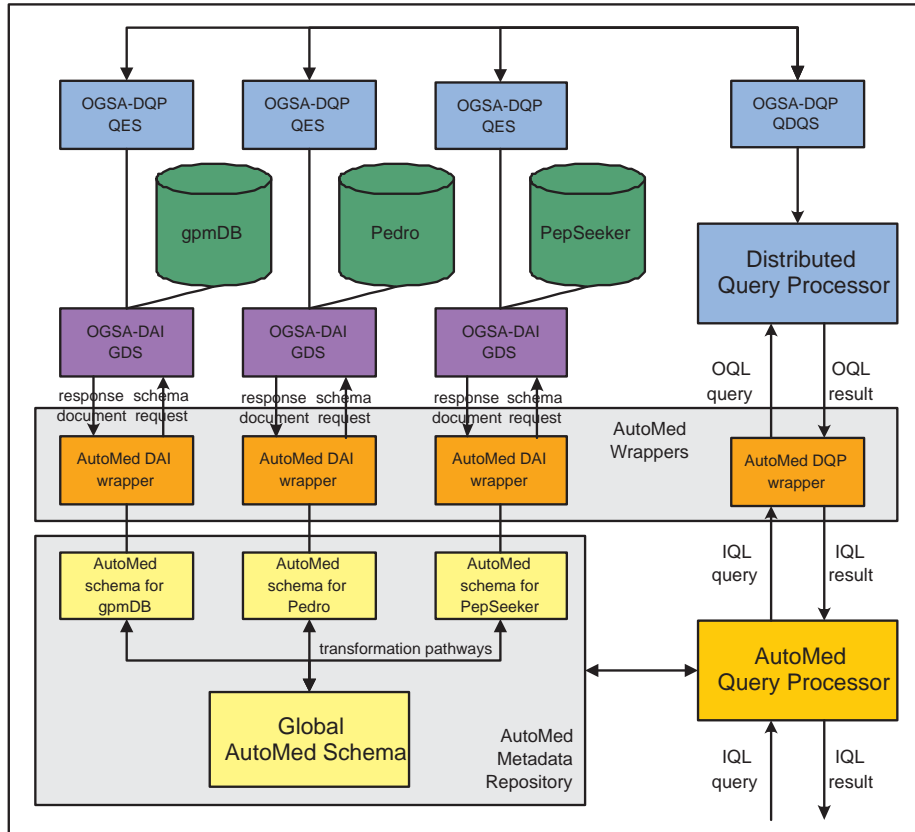 OGSA-DQP
QES
OGSA-DQP
QES
OGSA-DQP
QES
OGSA-DQP
QDQS
gpmDB
Pedro
PepSeeker
Distributed
Query Processor
OGSA-DAI
GDS
OGSA-DAI
GDS
OGSA-DAI
GDS
response
document
schema
request
response
document
schema
request
response
document
schema
request
OQL
query
OQL
result
AutoMed
Wrappers
AutoMed DAI
wrapper
AutoMed DAI
wrapper
AutoMed DAI
wrapper
AutoMed DQP
wrapper
AutoMed
schema for
gpmDB
AutoMed
schema for
Pedro
AutoMed
schema for
PepSeeker
IQL
query
IQL
result
transformation pathways
AutoMed
Query Processor
Global
AutoMed Schema
AutoMed
Metadata
Repository
IQL
query
IQL
result